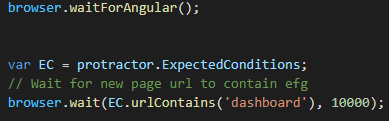 browser.waitForAngular();
var EC = protractor.ExpectedConditions;
// Wait for new page url to contain efg
browser.wait(EC.urlContains('dashboard'), 10000);